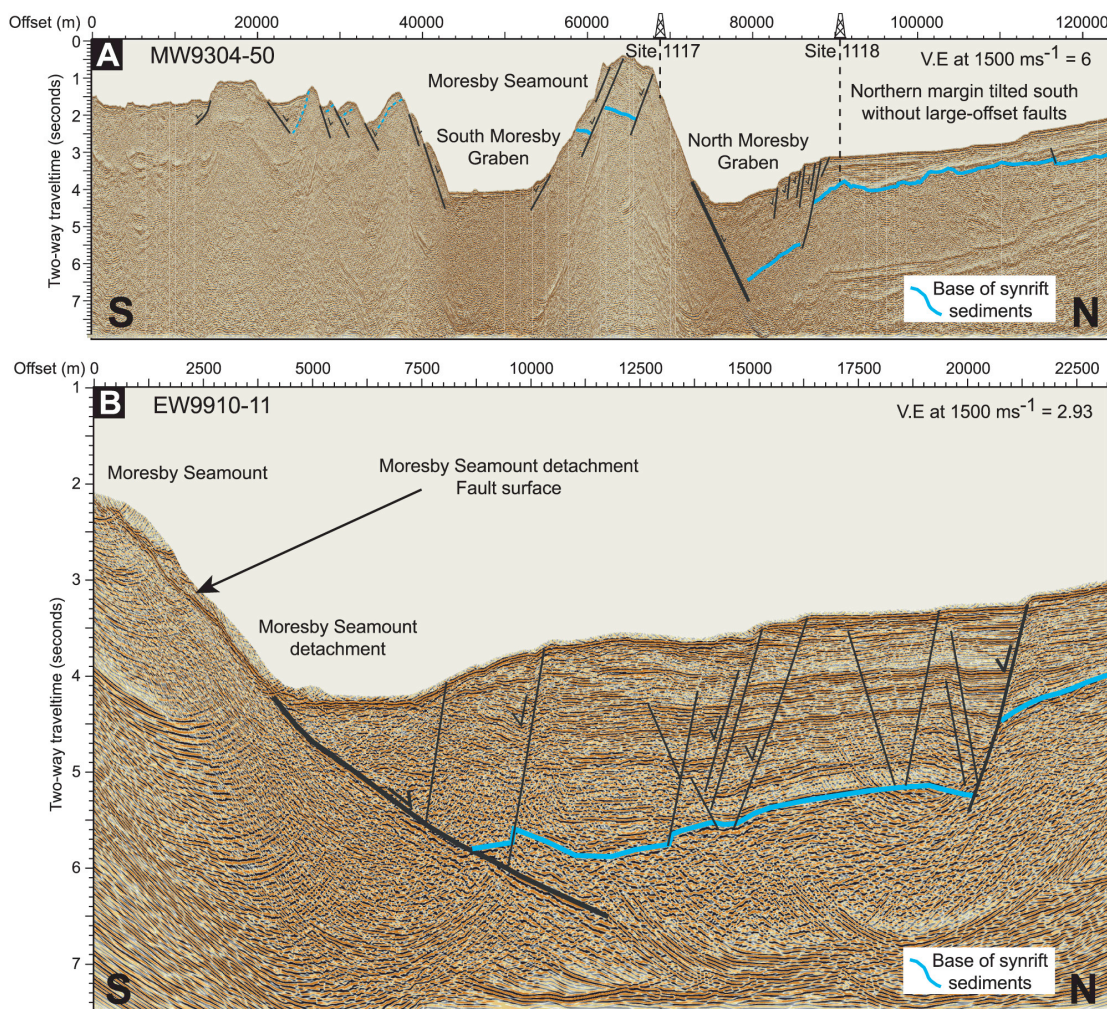 Offset (m) 0 20000 40000 60000 80000 100000 120000
A MW9304-50
Site 1117
Site 1118
V.E at 1500 ms-1 = 6
Moresby Seamount
Northern margin tilted south
without large-offset faults
South Moresby
Graben
North Moresby
Graben
Two-way traveltime (seconds)
0
1
2
3
4
5
6
7
Base of synrift
sediments
S
N
Offset (m) 0 2500 5000 7500 10000 12500 15000 17500 20000 22500
B EW9910-11
V.E at 1500 ms-1 = 2.93
Moresby Seamount
Moresby Seamount detachment
Fault surface
Moresby Seamount
detachment
Two-way traveltime (seconds)
1
2
3
4
5
6
7
Base of synrift
sediments
S
N